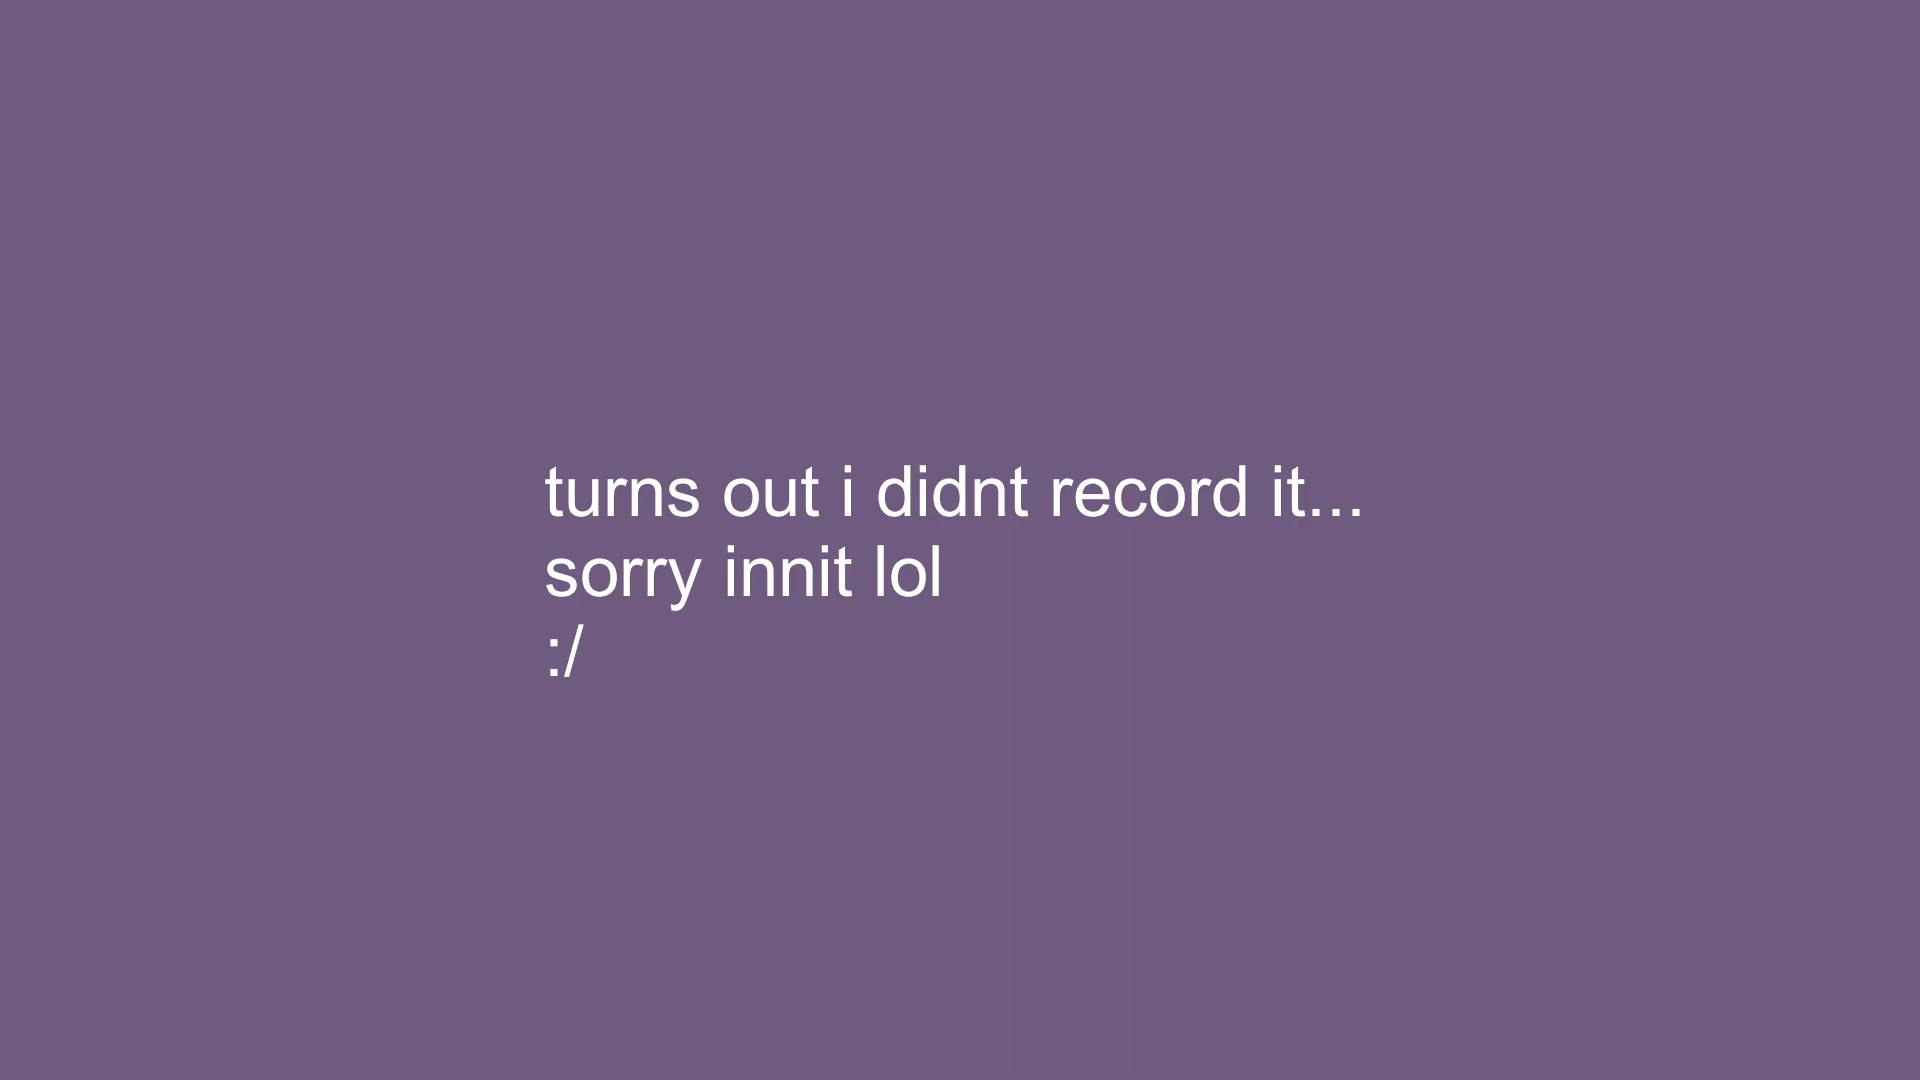 turns out i didnt record it...
sorry innit lol
:/